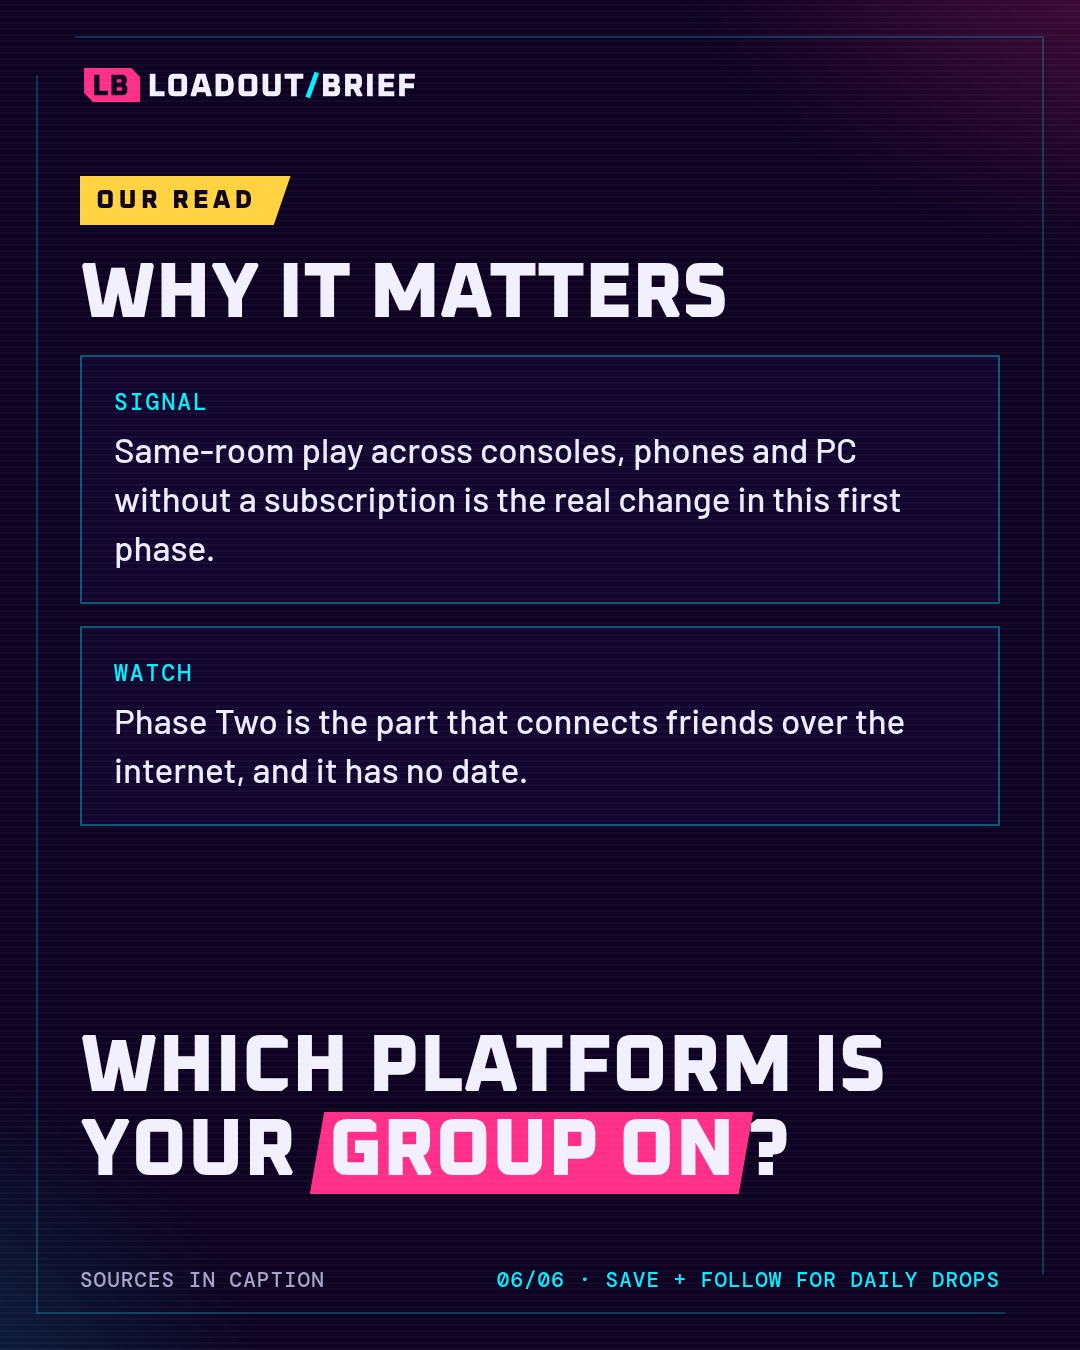 LB LOADOUT/BRIEF
OUR READ
WHY IT MATTERS
SIGNAL
Same-room play across consoles, phones and PC
without a subscription is the real change in this first
phase.
WATCH
Phase Two is the part that connects friends over the
internet, and it has no date.
WHICH PLATFORM IS
YOUR GROUP ON?
SOURCES IN CAPTION
06/06 · SAVE + FOLLOW FOR DAILY DROPS